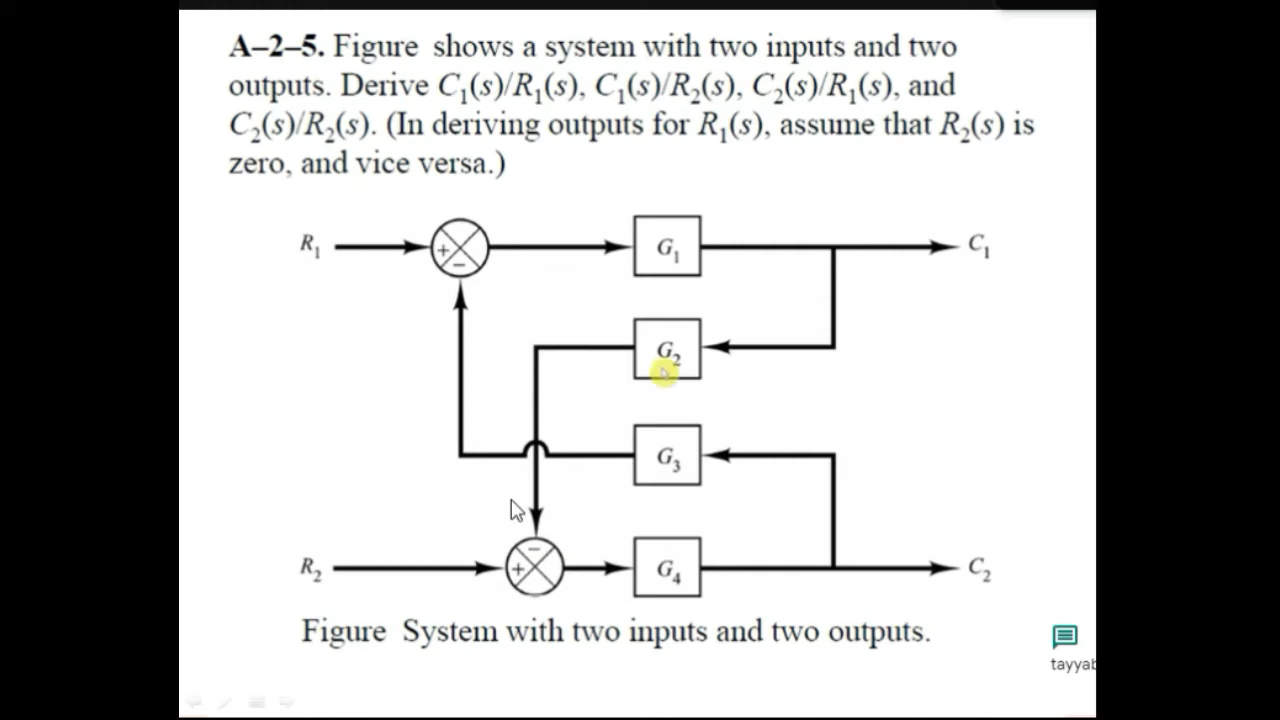 A–2–5. Figure shows a system with two inputs and two
outputs. Derive C₁(s)/R₁(s), C₁(s)/R₂(s), C₂(s)/R₁(s), and
C₂(s)/R₂(s). (In deriving outputs for R₁(s), assume that R₂(s) is
zero, and vice versa.)
R₁
+
−
G₁
C₁
G₂
G₃
R₂
+
−
G₄
C₂
Figure System with two inputs and two outputs.
tayyab